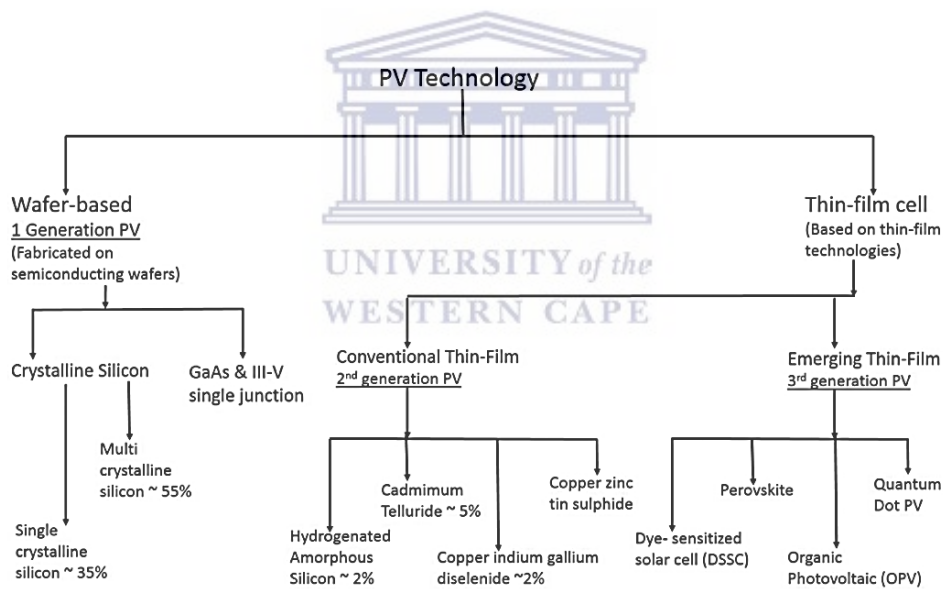 PV Technology
Wafer-based
1 Generation PV
(Fabricated on
semiconducting wafers)
Thin-film cell
(Based on thin-film
technologies)
UNIVERSITY of the
WESTERN CAPE
Crystalline Silicon
GaAs & III-V
single junction
Conventional Thin-Film
2nd generation PV
Emerging Thin-Film
3rd generation PV
Multi
crystalline
silicon ~ 55%
Single
crystalline
silicon ~ 35%
Hydrogenated
Amorphous
Silicon ~ 2%
Cadmimum
Telluride ~ 5%
Copper indium gallium
diselenide ~2%
Copper zinc
tin sulphide
Dye- sensitized
solar cell (DSSC)
Perovskite
Organic
Photovoltaic (OPV)
Quantum
Dot PV